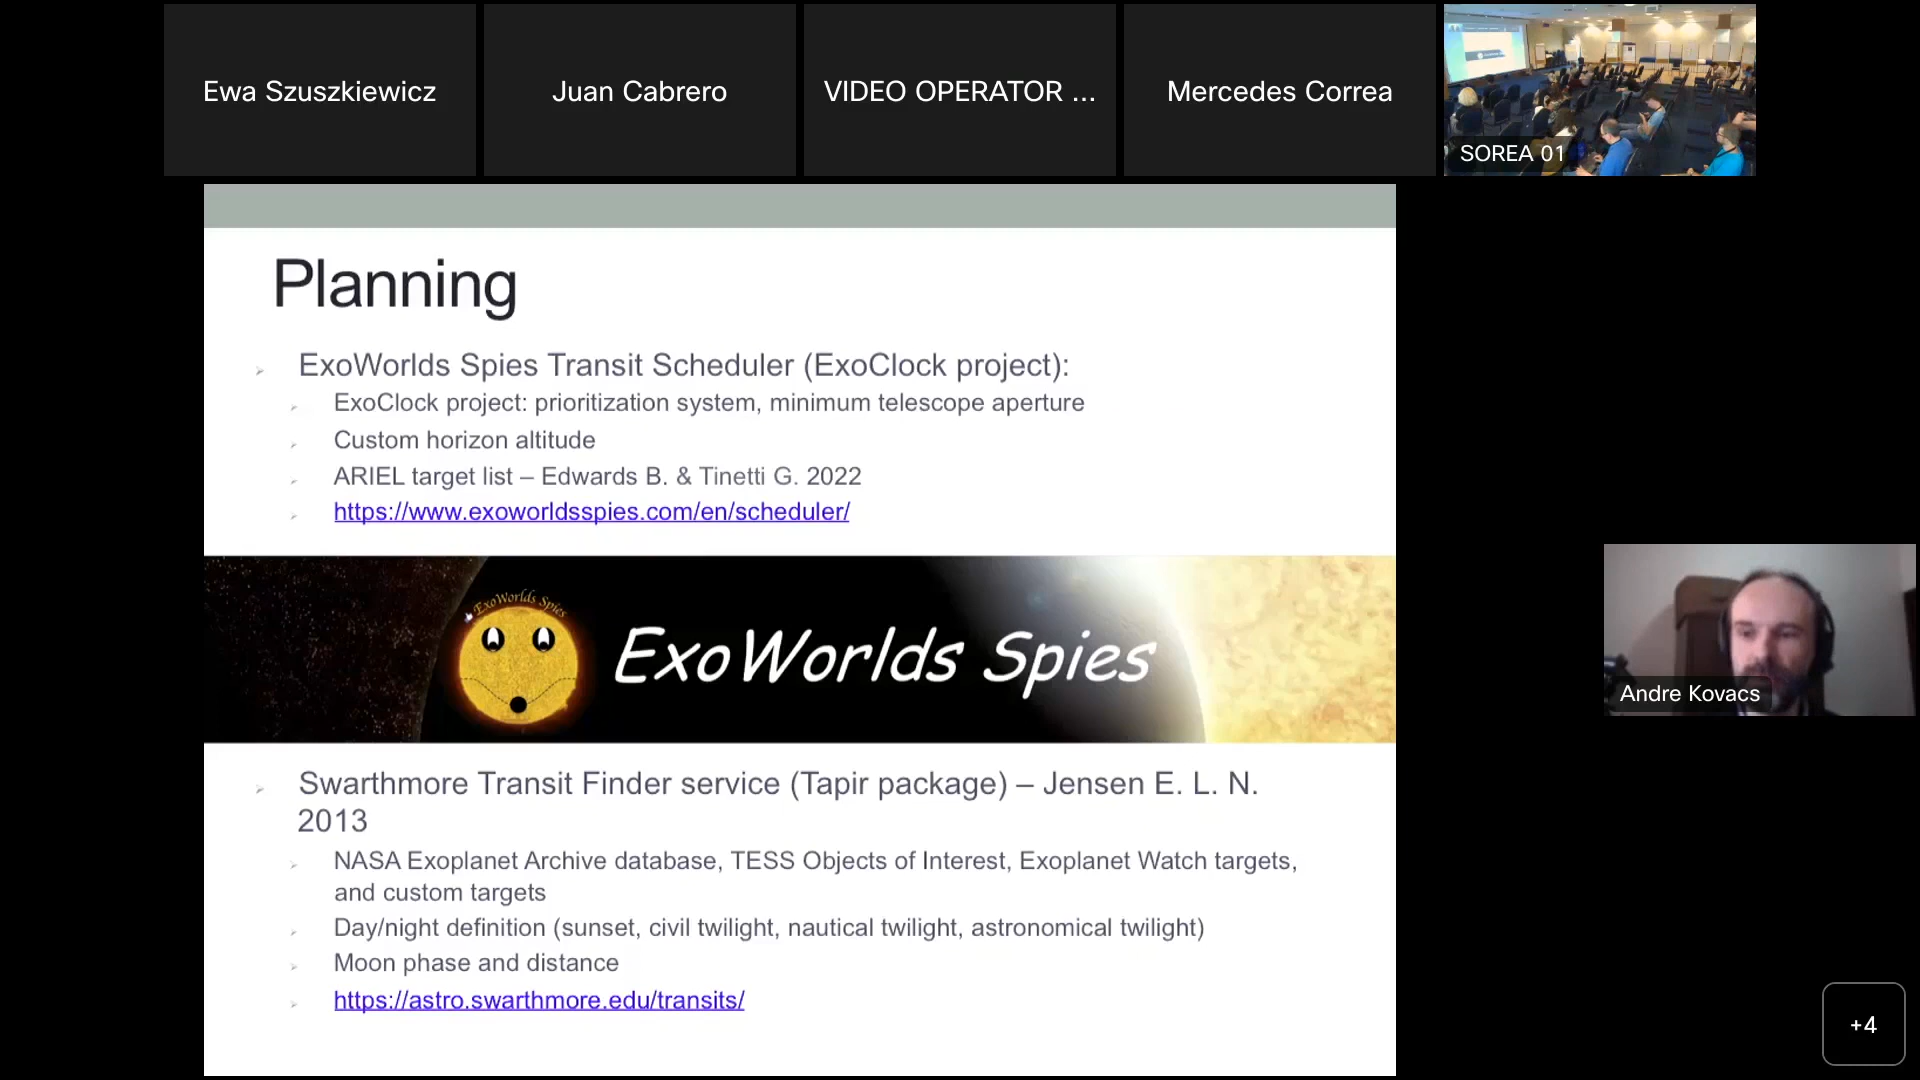 Ewa Szuszkiewicz
Juan Cabrero
VIDEO OPERATOR ...
Mercedes Correa
SOREA 01
Planning
ExoWorlds Spies Transit Scheduler (ExoClock project):
ExoClock project: prioritization system, minimum telescope aperture
Custom horizon altitude
ARIEL target list – Edwards B. & Tinetti G. 2022
https://www.exoworldsspies.com/en/scheduler/
ExoWorlds Spies
ExoWorlds Spies
Andre Kovacs
Swarthmore Transit Finder service (Tapir package) – Jensen E. L. N.
2013
NASA Exoplanet Archive database, TESS Objects of Interest, Exoplanet Watch targets,
and custom targets
Day/night definition (sunset, civil twilight, nautical twilight, astronomical twilight)
Moon phase and distance
https://astro.swarthmore.edu/transits/
+4